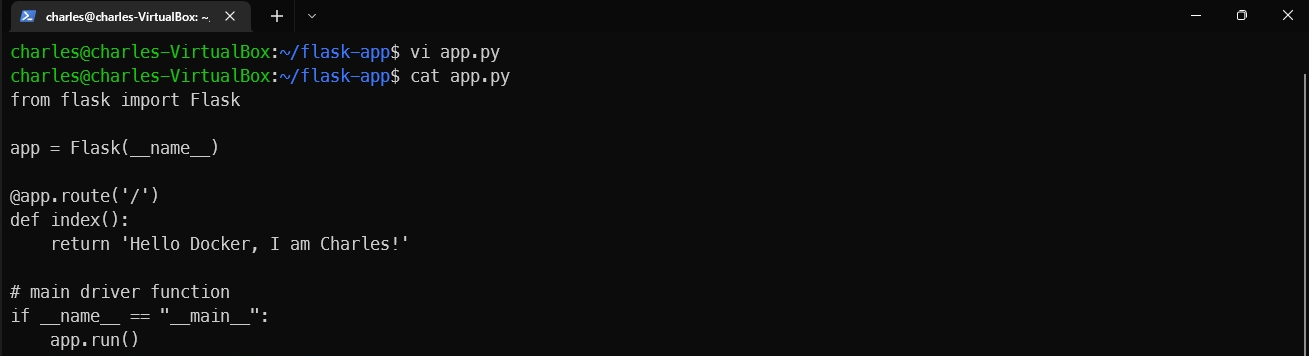 charles@charles-VirtualBox: ~.
charles@charles-VirtualBox:~/flask-app$ vi app.py
charles@charles-VirtualBox:~/flask-app$ cat app.py
from flask import Flask

app = Flask(__name__)

@app.route('/')
def index():
    return 'Hello Docker, I am Charles!'

# main driver function
if __name__ == "__main__":
    app.run()